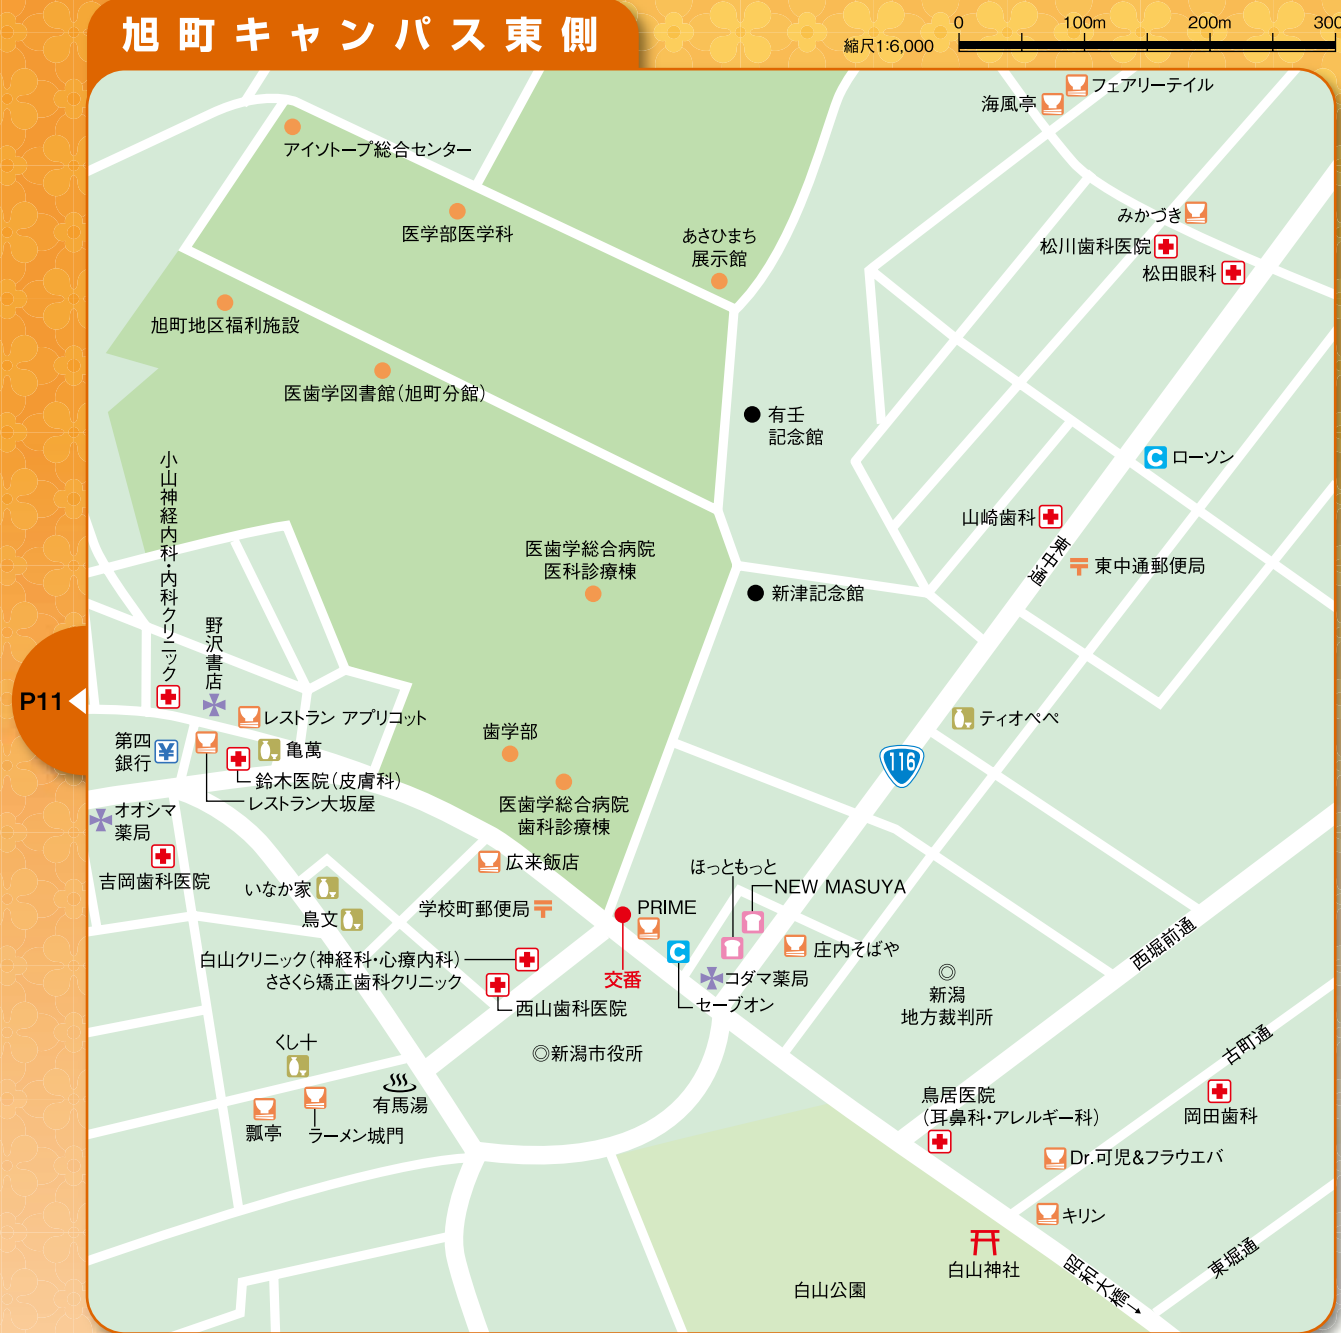 旭町キャンパス東側
縮尺1:6,000
0
100m
200m
300
フェアリーテイル
海風亭
アイソトープ総合センター
医学部医学科
みかづき
あさひまち
展示館
松川歯科医院
松田眼科
旭町地区福利施設
医歯学図書館(旭町分館)
有壬
記念館
ローソン
小山神経内科・内科クリニック
山崎歯科
東中通
東中通郵便局
医歯学総合病院
医科診療棟
新津記念館
野沢書店
P11
レストラン アプリコット
ティオペペ
歯学部
第四
銀行
亀萬
116
鈴木医院(皮膚科)
レストラン大坂屋
医歯学総合病院
歯科診療棟
オオシマ
薬局
吉岡歯科医院
広来飯店
ほっともっと
NEW MASUYA
いなか家
鳥文
学校町郵便局
PRIME
庄内そばや
西堀前通
白山クリニック(神経科・心療内科)
ささくら矯正歯科クリニック
交番
コダマ薬局
セーブオン
西山歯科医院
◎
新潟
地方裁判所
くし十
◎新潟市役所
古町通
有馬湯
鳥居医院
(耳鼻科・アレルギー科)
岡田歯科
瓢亭
ラーメン城門
Dr.可児&フラウエバ
キリン
白山神社
東堀通
白山公園
昭和大橋→